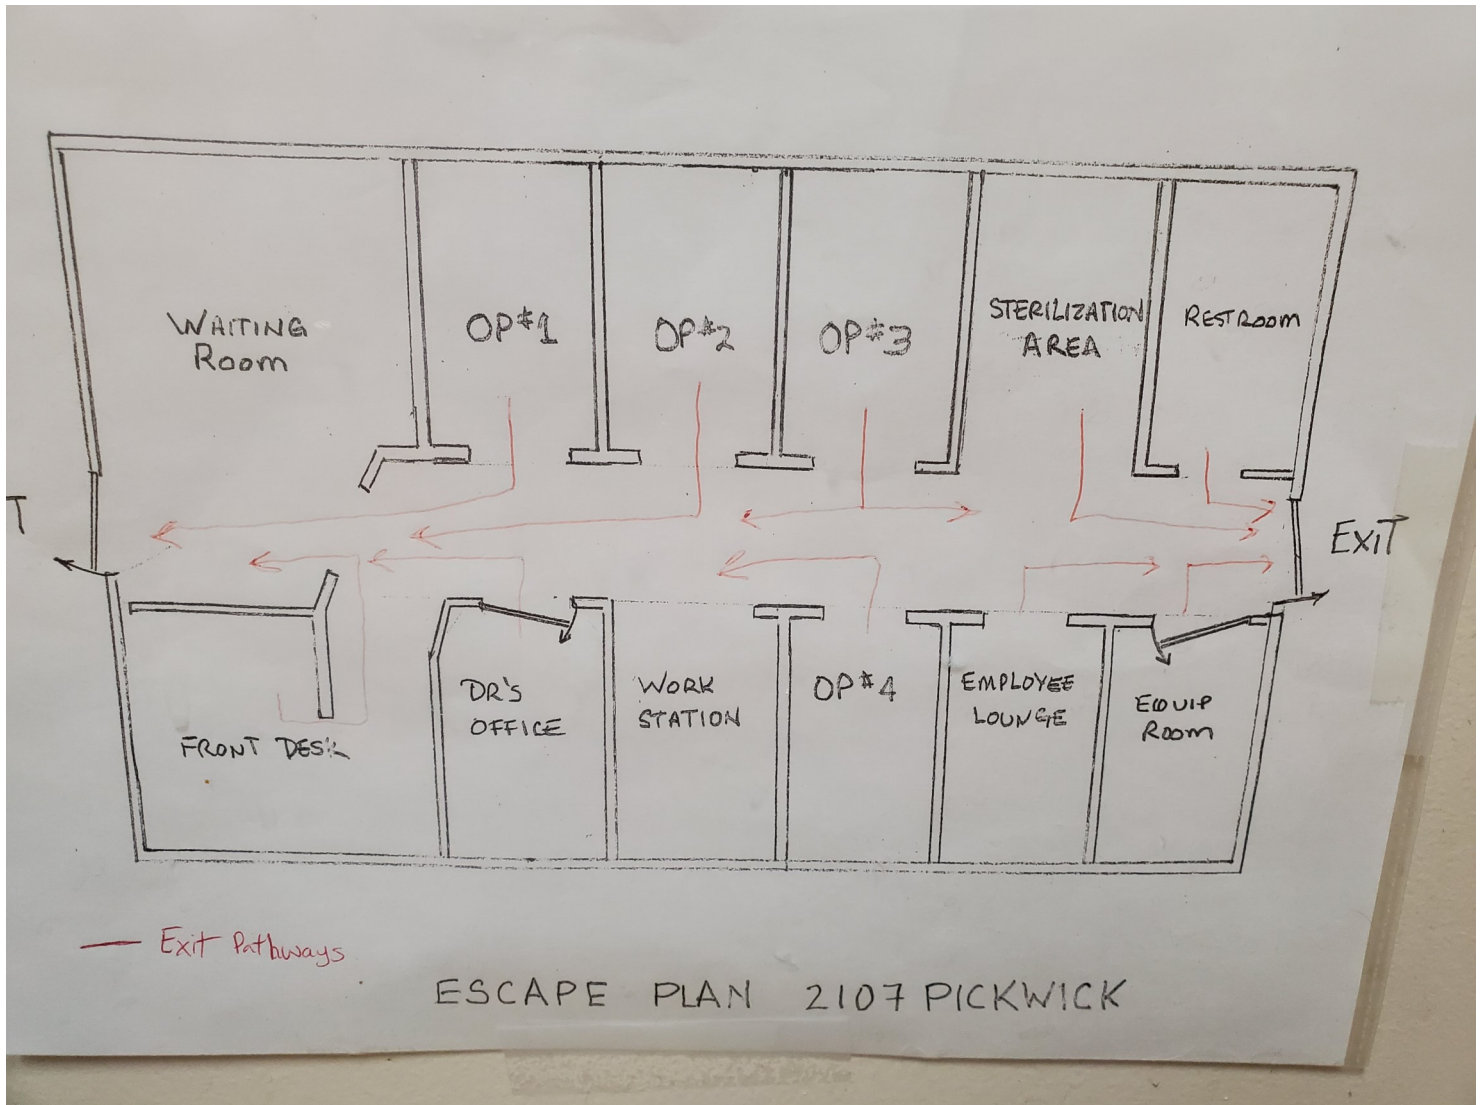 WAITING
Room
OP#1
OP#2
OP#3
STERILIZATION
AREA
RESTROOM
T
EXIT
DR'S
OFFICE
WORK
STATION
OP#4
EMPLOYEE
LOUNGE
EQUIP
Room
FRONT DESK
Exit Pathways
ESCAPE PLAN 2107 PICKWICK